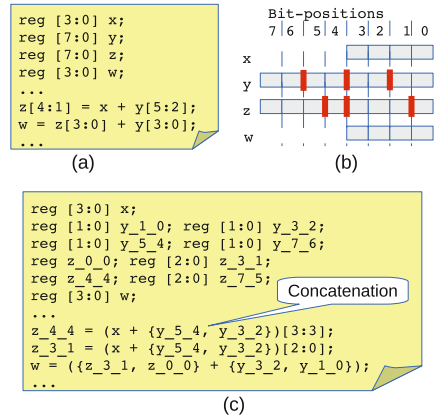 reg [3:0] x;
reg [7:0] y;
reg [7:0] z;
reg [3:0] w;
...
z[4:1] = x + y[5:2];
w = z[3:0] + y[3:0];
...
(a)
Bit-positions
7 6 5 4 3 2 1 0
x
y
z
w
(b)
reg [3:0] x;
reg [1:0] y_1_0; reg [1:0] y_3_2;
reg [1:0] y_5_4; reg [1:0] y_7_6;
reg z_0_0; reg [2:0] z_3_1;
reg z_4_4; reg [2:0] z_7_5;
reg [3:0] w;
...
Concatenation
z_4_4 = (x + {y_5_4, y_3_2})[3:3];
z_3_1 = (x + {y_5_4, y_3_2})[2:0];
w = ({z_3_1, z_0_0} + {y_3_2, y_1_0});
...
(c)